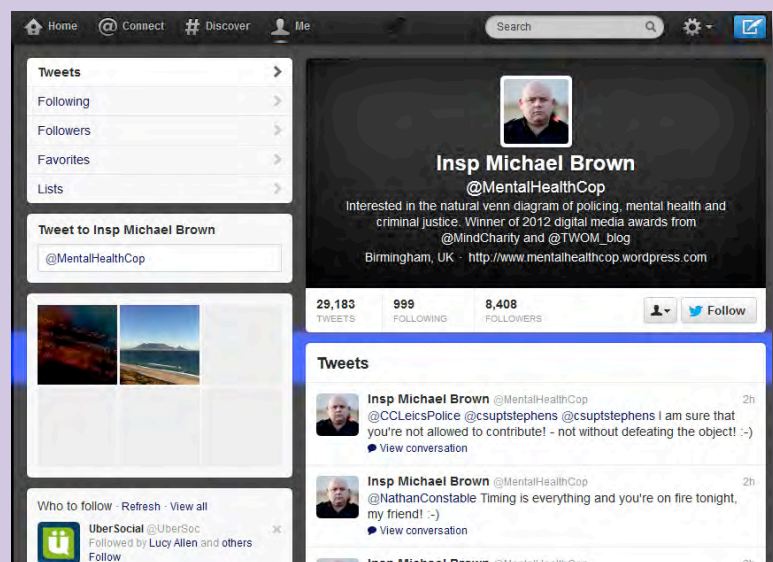 Home Connect Discover Me Search
Tweets
Following
Followers
Favorites
Lists
Tweet to Insp Michael Brown
@MentalHealthCop
Insp Michael Brown
@MentalHealthCop
Interested in the natural venn diagram of policing, mental health and
criminal justice. Winner of 2012 digital media awards from
@MindCharity and @TWOM_blog
Birmingham, UK · http://www.mentalhealthcop.wordpress.com
29,183 999 8,408
TWEETS FOLLOWING FOLLOWERS
Follow
Tweets
Insp Michael Brown @MentalHealthCop 2h
@CCLeicsPolice @csuptstephens @csuptstephens I am sure that
you're not allowed to contribute! - not without defeating the object! :-)
View conversation
Insp Michael Brown @MentalHealthCop 2h
@NathanConstable Timing is everything and you're on fire tonight,
my friend! :-)
View conversation
Insp Michael Brown @MentalHealthCop 2h
Who to follow · Refresh · View all
UberSocial @UberSoc
Followed by Lucy Allen and others
Follow